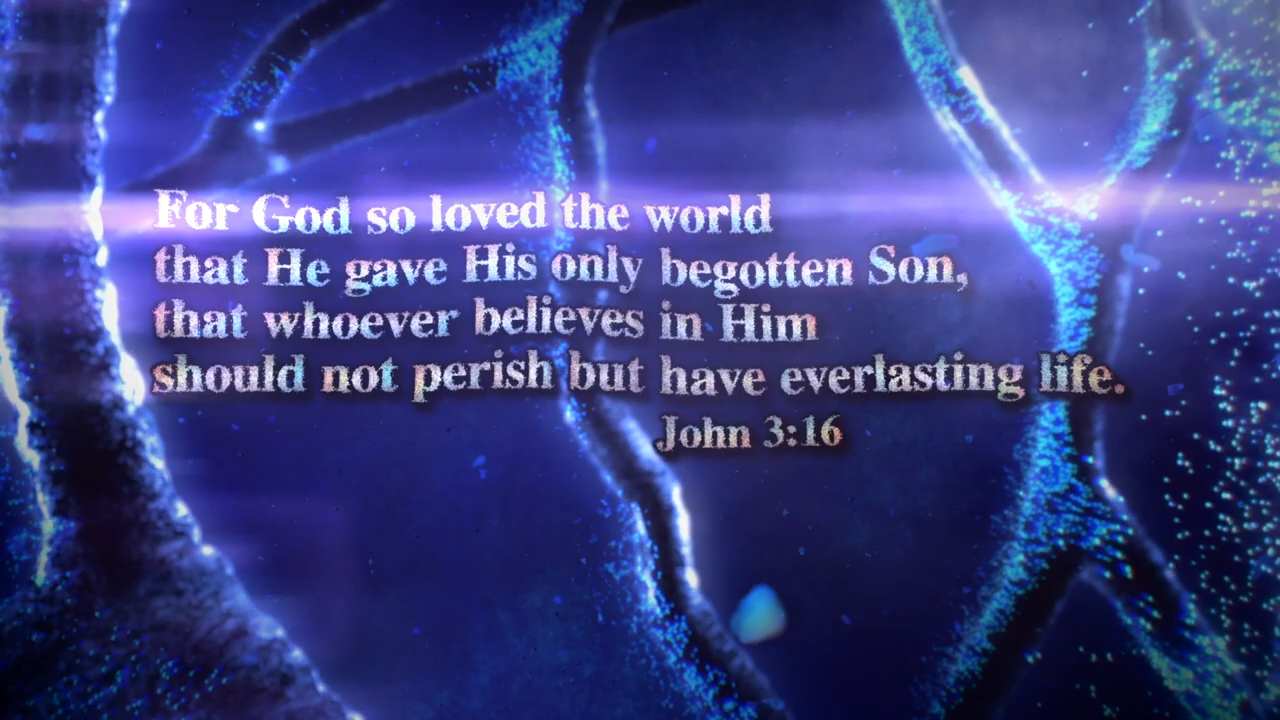 For God so loved the world
that He gave His only begotten Son,
that whoever believes in Him
should not perish but have everlasting life.
John 3:16